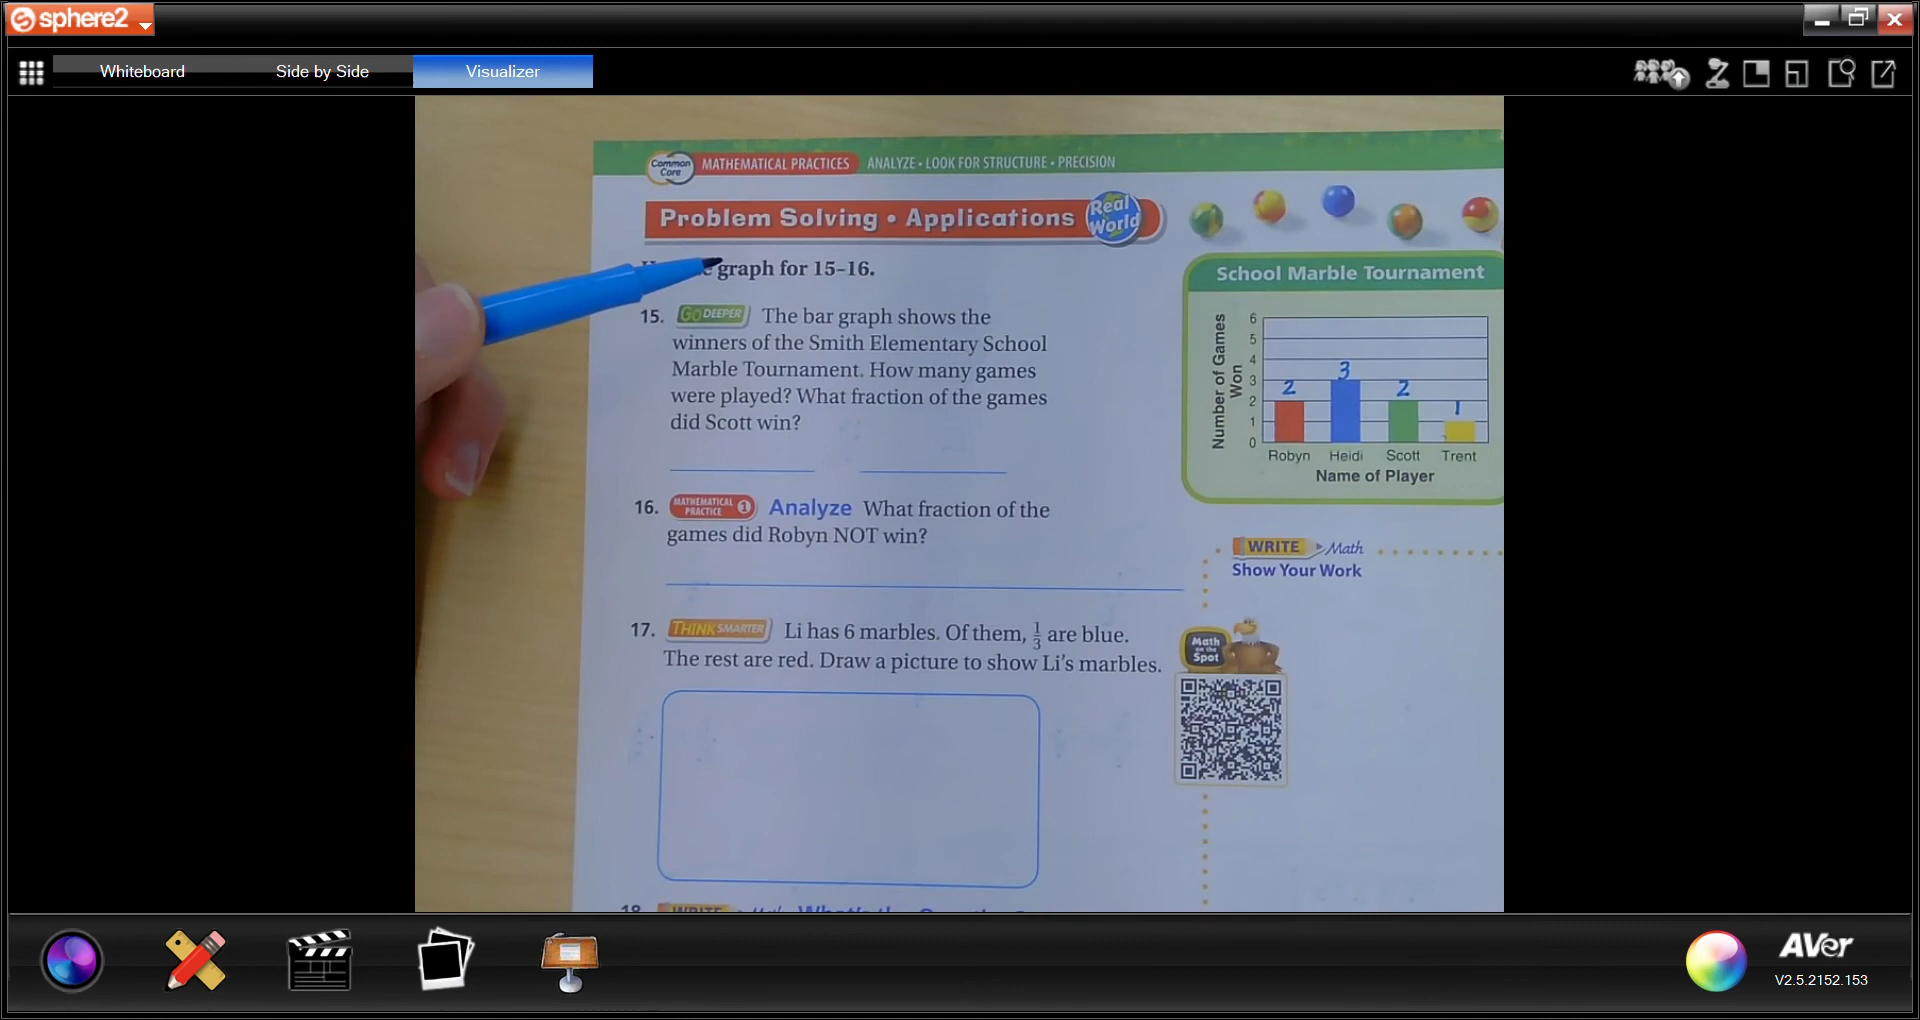 sphere2
Whiteboard
Side by Side
Visualizer
Common Core
MATHEMATICAL PRACTICES ANALYZE • LOOK FOR STRUCTURE • PRECISION
Problem Solving • Applications
Real World
graph for 15–16.
15. GO DEEPER The bar graph shows the
winners of the Smith Elementary School
Marble Tournament. How many games
were played? What fraction of the games
did Scott win?
16. MATHEMATICAL PRACTICE 1 Analyze What fraction of the
games did Robyn NOT win?
17. THINK SMARTER Li has 6 marbles. Of them, 1/3 are blue.
The rest are red. Draw a picture to show Li's marbles.
School Marble Tournament
Number of Games
Won
6
5
4
3
2
1
0
2 3 2 1
Robyn Heidi Scott Trent
Name of Player
WRITE Math
Show Your Work
Math
on the
Spot
18. WRITE
AVer
V2.5.2152.153